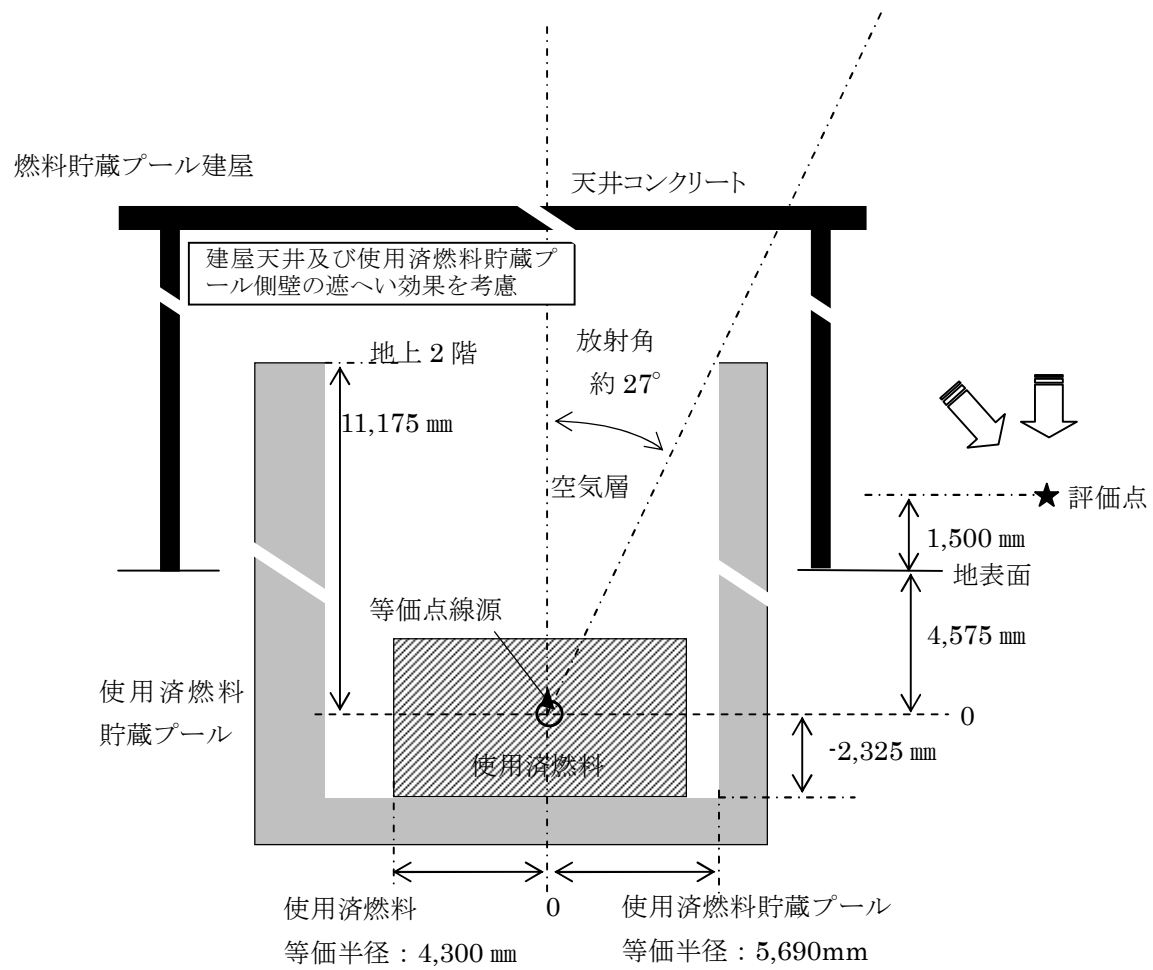 燃料貯蔵プール建屋
天井コンクリート
建屋天井及び使用済燃料貯蔵プ
ール側壁の遮へい効果を考慮
地上 2 階
放射角
約 27°
11,175 ㎜
空気層
評価点
1,500 ㎜
地表面
等価点線源
4,575 ㎜
使用済燃料
貯蔵プール
0
-2,325 ㎜
使用済燃料
使用済燃料
等価半径：4,300 ㎜
0
使用済燃料貯蔵プール
等価半径：5,690mm